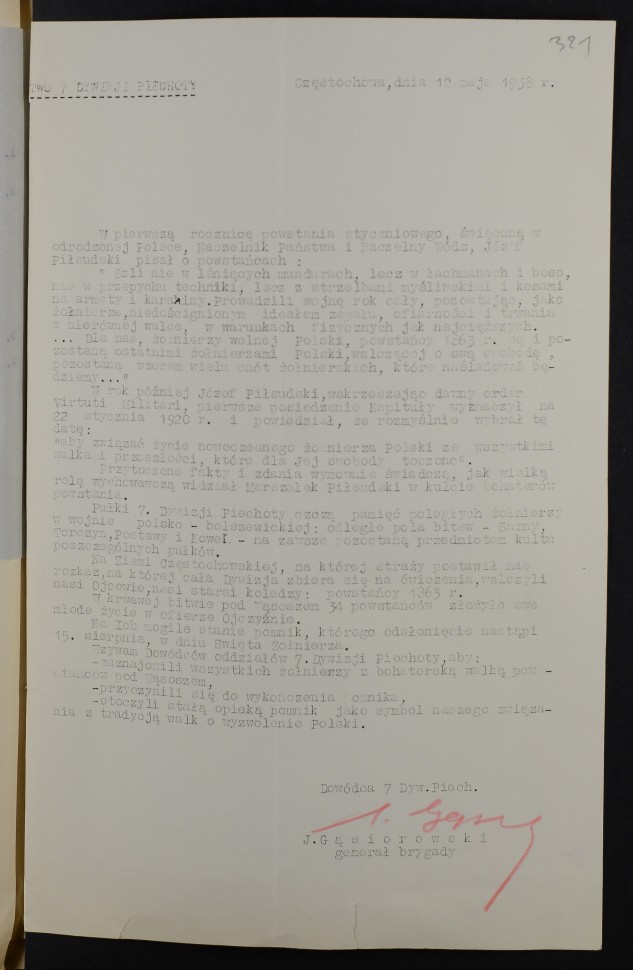 321
TWO 7 DYWIZJI PIECHOTY
Częstochowa,dnia 12 maja 1938 r.
W pierwszą rocznicę powstania styczniowego, święconą w
odrodzonej Polsce, Naczelnik Państwa i Naczelny Wódz, Józef
Piłsudski pisał o powstańcach :
" Szli nie w lśniących mundurach, lecz w łachmanach i boso,
nie w przepychu techniki, lecz z strzelbami myśliwskimi i kosami
na armaty i karabiny.Prowadzili wojnę rok cały, pozostając, jako
żołnierze,niedoścignionym ideałem zapału, ofiarności i trwania
w nierównej walce, w warunkach fizycznych jak najcięższych.
... Dla nas, żołnierzy wolnej Polski, powstańcy 1863 r. są i po-
zostaną ostatnimi żołnierzami Polski,walczącej o swą swobodę ,
pozostaną wzorem wielu cnót żołnierskich, które naśladować bę-
dziemy..."
W rok później Józef Piłsudski,wskrzeszając dawny order
Virtuti Militari, pierwsze posiedzenie Kapituły wyznaczył na
22 stycznia 1920 r. i powiedział, że rozmyślnie wybrał tę
datę:
"aby związać życie nowoczesnego żołnierza Polski ze wszystkimi
walkami przeszłości, które dla Jej swobody toczono".
Przytoczone fakty i zdania wymownie świadczą, jak wielką
rolę wychowawczą widział Marszałek Piłsudski w kulcie bohaterów
powstania.
Pułki 7. Dywizji Piechoty czczą pamięć poległych żołnierzy
w wojnie polsko - bolszewickiej; odległe pola bitew - Sarny,
Torczyn,Postawy i Kowel - na zawsze pozostaną przedmiotem kultu
poszczególnych pułków.
Na Ziemi Częstochowskiej, na której straży postawił nas
rozkaz,na której cała Dywizja zbiera się na ćwiczenia,walczyli
nasi Ojcowie,nasi starsi koledzy: powstańcy 1863 r.
W krwawej bitwie pod Wąsoszem 34 powstańców złożyło swe
młode życie w ofierze Ojczyźnie.
Na ich mogile stanie pomnik, którego odsłonięcie nastąpi
15. sierpnia, w dniu Święta Żołnierza.
Wzywam Dowódców oddziałów 7.Dywizji Piechoty,aby:
-zaznajomili wszystkich żołnierzy z bohaterską walką pow -
stańców pod Wąsoszem,
-przyczynili się do wykończenia pomnika,
-otoczyli stałą opieką pomnik jako symbol naszego związa-
nia z tradycją walk o wyzwolenie Polski.
Dowódca 7 Dyw.Piech.
J.Gąsiorowski
generał brygady